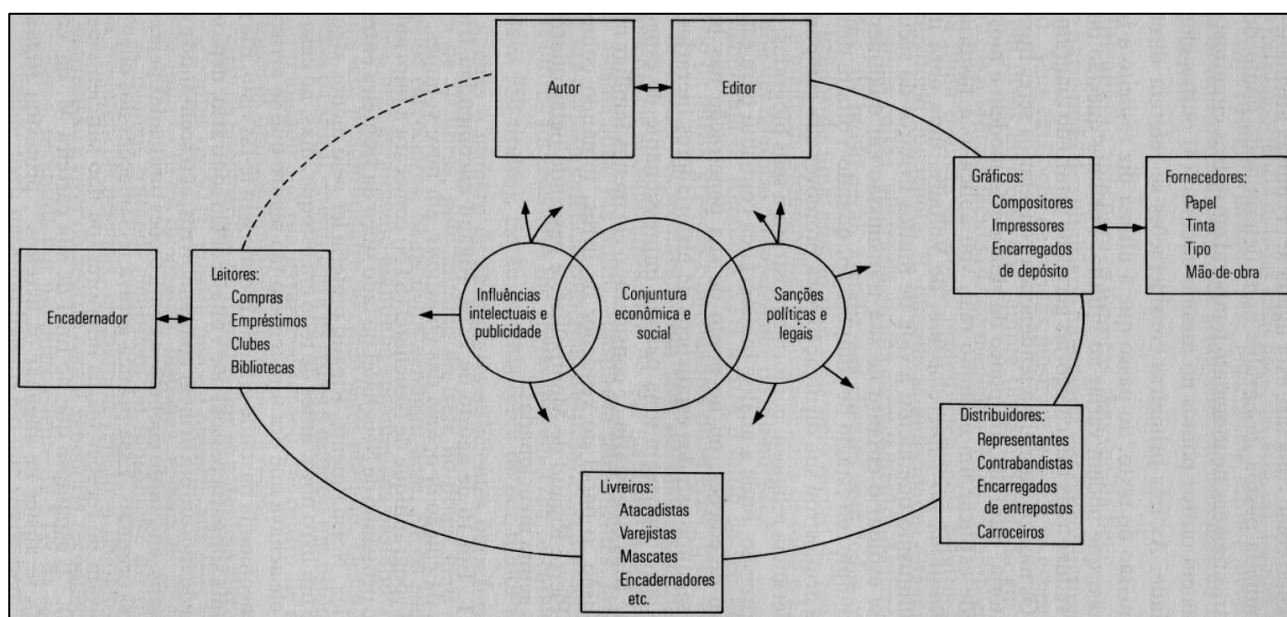 Autor
Editor
Gráficos:
Compositores
Impressores
Encarregados
de depósito
Fornecedores:
Papel
Tinta
Tipo
Mão-de-obra
Encadernador
Leitores:
Compras
Empréstimos
Clubes
Bibliotecas
Influências
intelectuais e
publicidade
Conjuntura
econômica e
social
Sanções
políticas e
legais
Distribuidores:
Representantes
Contrabandistas
Encarregados
de entrepostos
Carroceiros
Livreiros:
Atacadistas
Varejistas
Mascates
Encadernadores
etc.